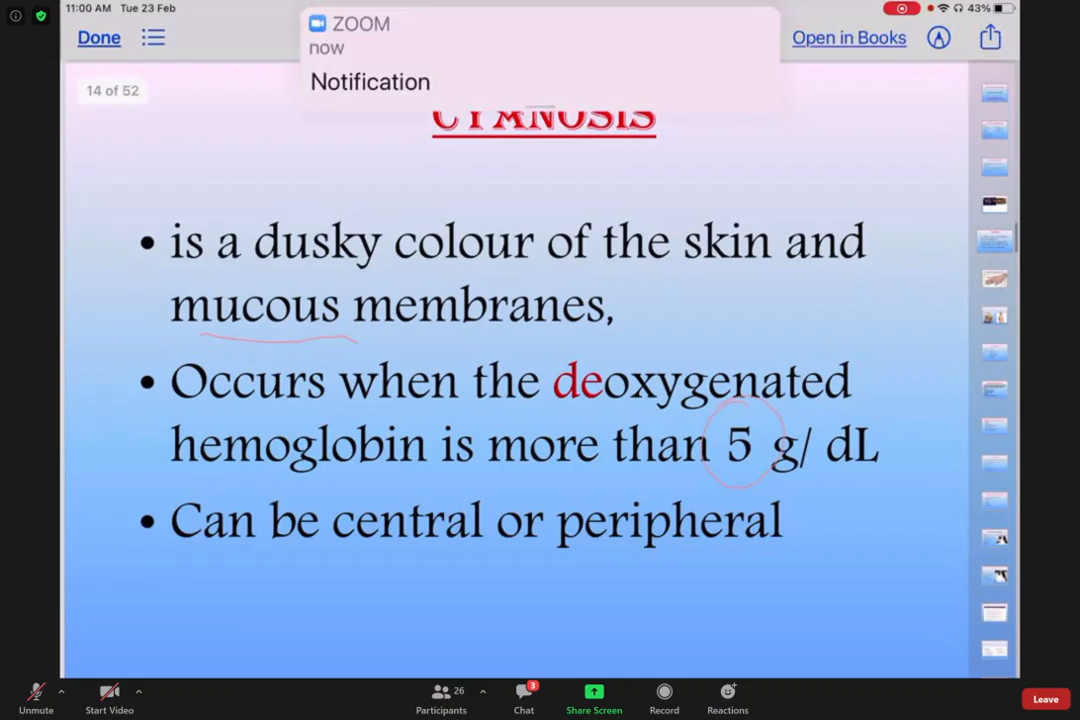 11:00 AM Tue 23 Feb
43%
ZOOM
now
Notification
Done
Open in Books
14 of 52
CYANOSIS
• is a dusky colour of the skin and
mucous membranes,
• Occurs when the deoxygenated
hemoglobin is more than 5 g/ dL
• Can be central or peripheral
Unmute
Start Video
26
Participants
3
Chat
Share Screen
Record
Reactions
Leave